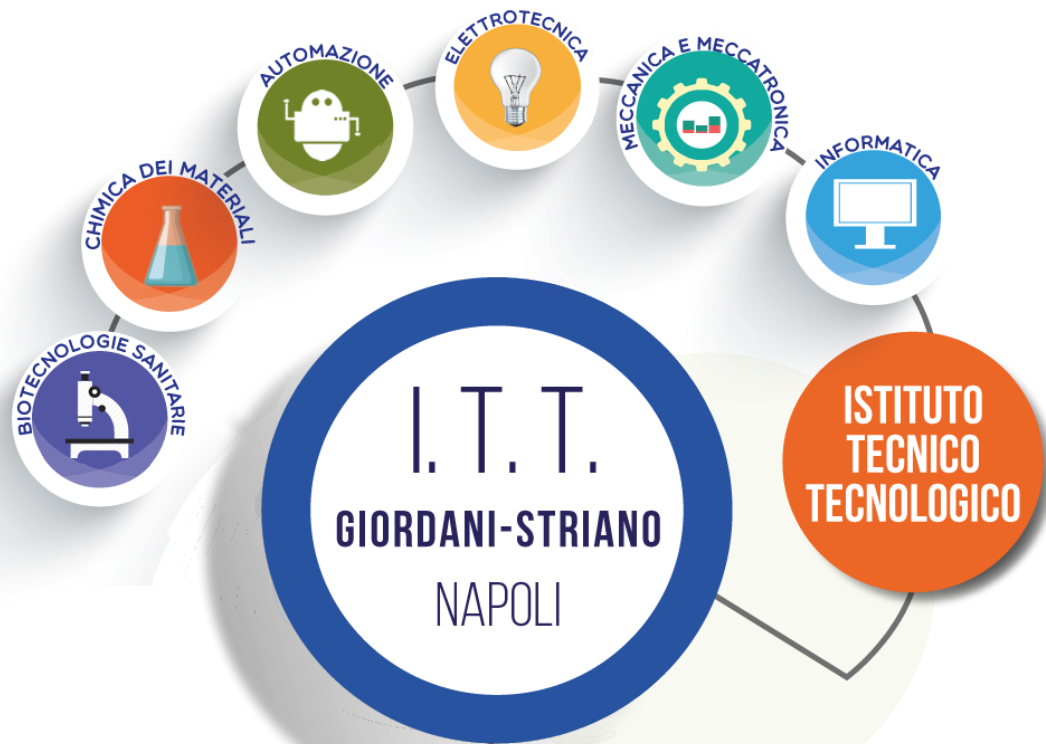 BIOTECNOLOGIE SANITARIE
CHIMICA DEI MATERIALI
AUTOMAZIONE
ELETTROTECNICA
MECCANICA E MECCATRONICA
INFORMATICA
I. T. T.
GIORDANI-STRIANO
NAPOLI
ISTITUTO
TECNICO
TECNOLOGICO